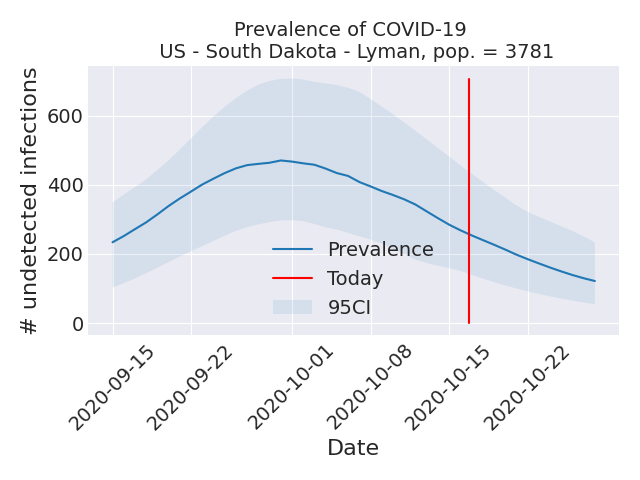 Prevalence of COVID-19
US - South Dakota - Lyman, pop. = 3781
# undetected infections
600
400
200
0
Prevalence
Today
95CI
2020-09-15
2020-09-22
2020-10-01
2020-10-08
2020-10-15
2020-10-22
Date